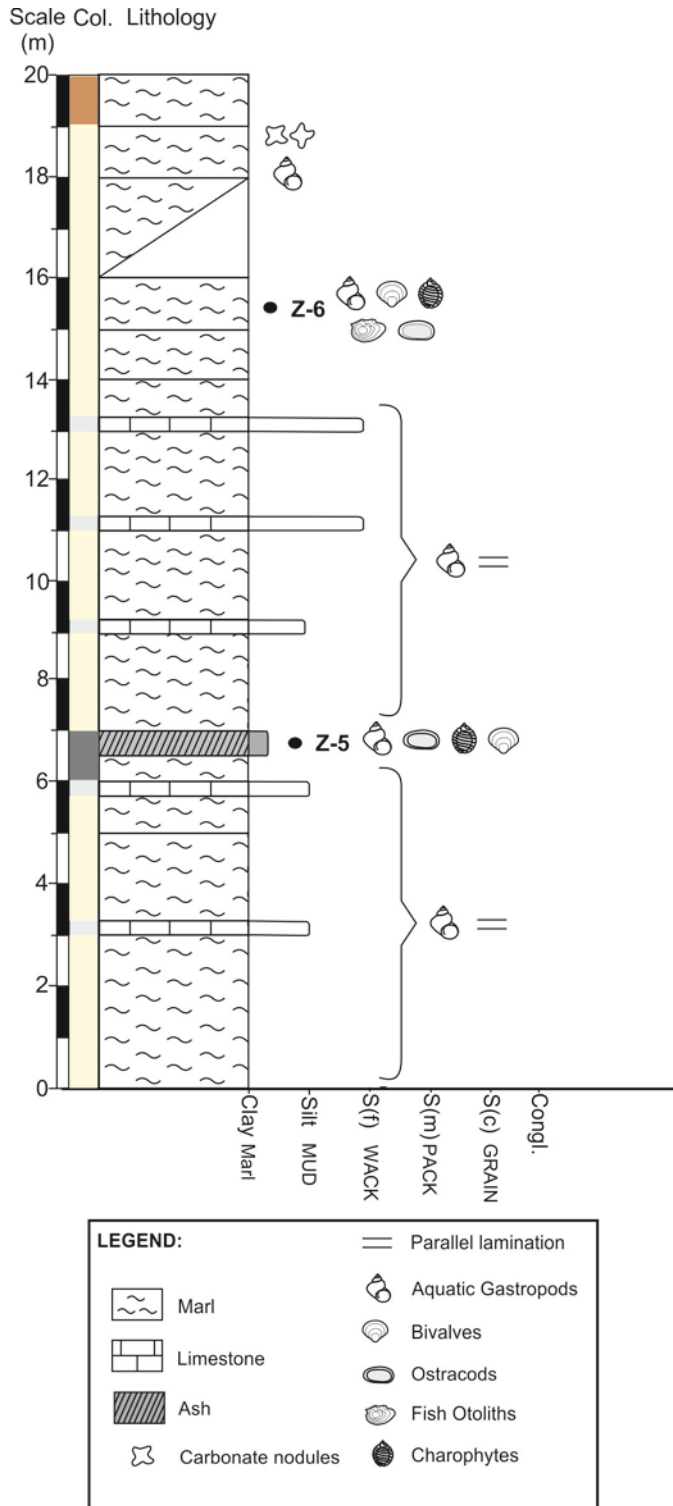 Scale Col. Lithology
(m)
20
18
16
Z-6
14
12
10
8
Z-5
6
4
2
0
Clay Marl
Silt MUD
S(f) WACK
S(m) PACK
S(c) GRAIN
Congl.
LEGEND:
Parallel lamination
Aquatic Gastropods
Marl
Bivalves
Limestone
Ostracods
Ash
Fish Otoliths
Carbonate nodules
Charophytes